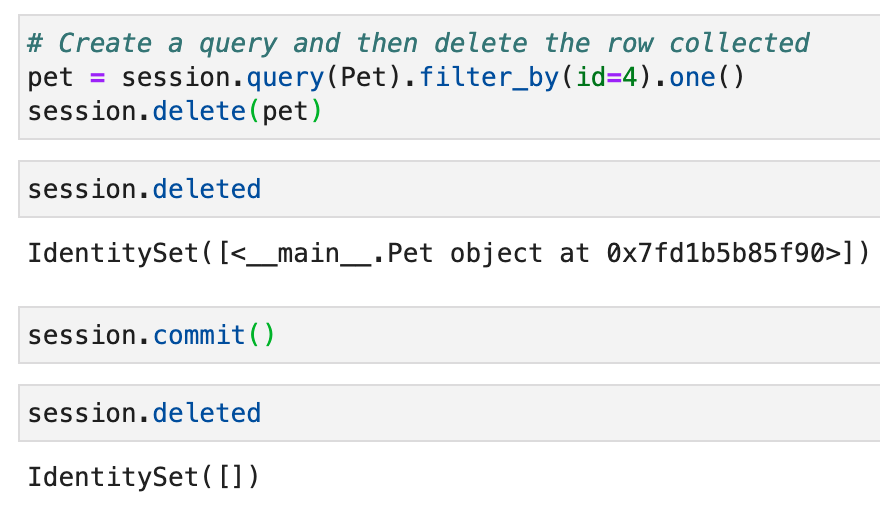 # Create a query and then delete the row collected
pet = session.query(Pet).filter_by(id=4).one()
session.delete(pet)
session.deleted
IdentitySet([<__main__.Pet object at 0x7fd1b5b85f90>])
session.commit()
session.deleted
IdentitySet([])